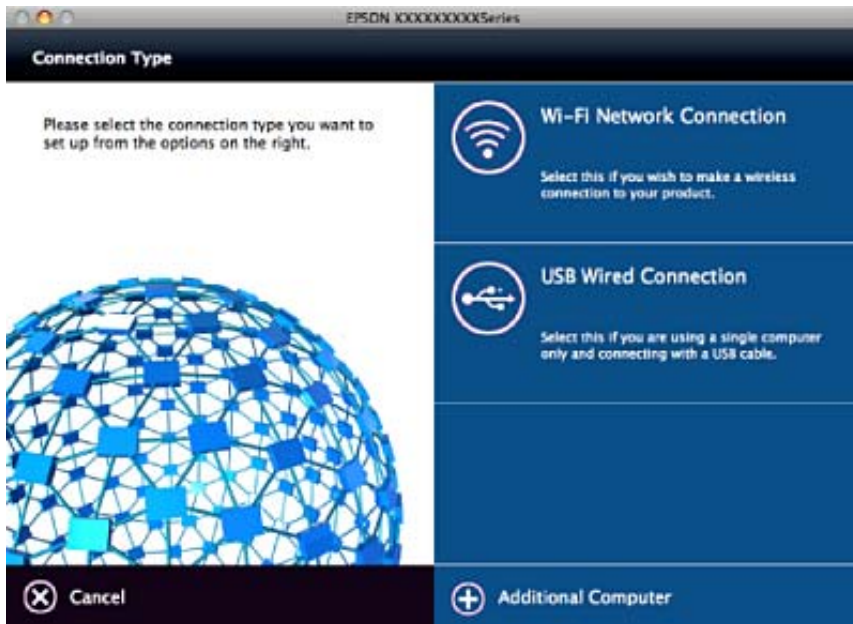 EPSON XXXXXXXXXSeries
Connection Type
Please select the connection type you want to
set up from the options on the right.
Wi-Fi Network Connection
Select this if you wish to make a wireless
connection to your product.
USB Wired Connection
Select this if you are using a single computer
only and connecting with a USB cable.
Cancel
Additional Computer